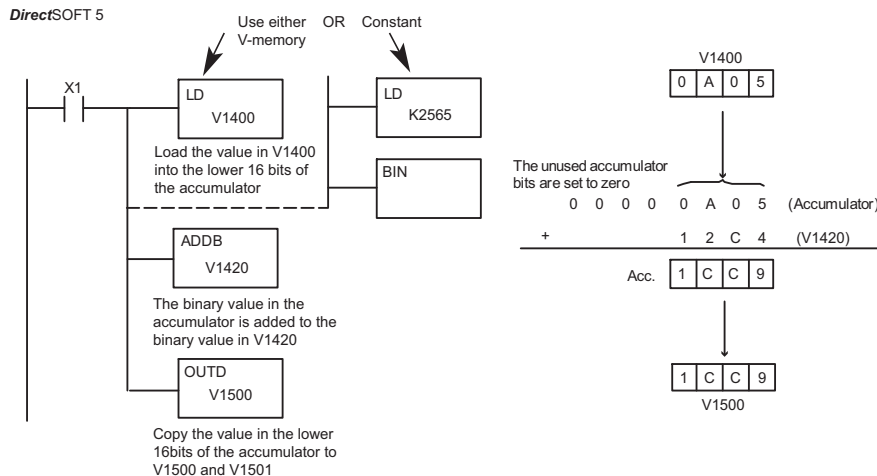 DirectSOFT 5
Use either OR Constant
V-memory
X1
LD
V1400
LD
K2565
Load the value in V1400
into the lower 16 bits of
the accumulator
BIN
ADDB
V1420
The binary value in the
accumulator is added to the
binary value in V1420
OUTD
V1500
Copy the value in the lower
16bits of the accumulator to
V1500 and V1501
V1400
0 A 0 5
The unused accumulator
bits are set to zero
0 0 0 0 0 A 0 5 (Accumulator)
+ 1 2 C 4 (V1420)
Acc. 1 C C 9
1 C C 9
V1500